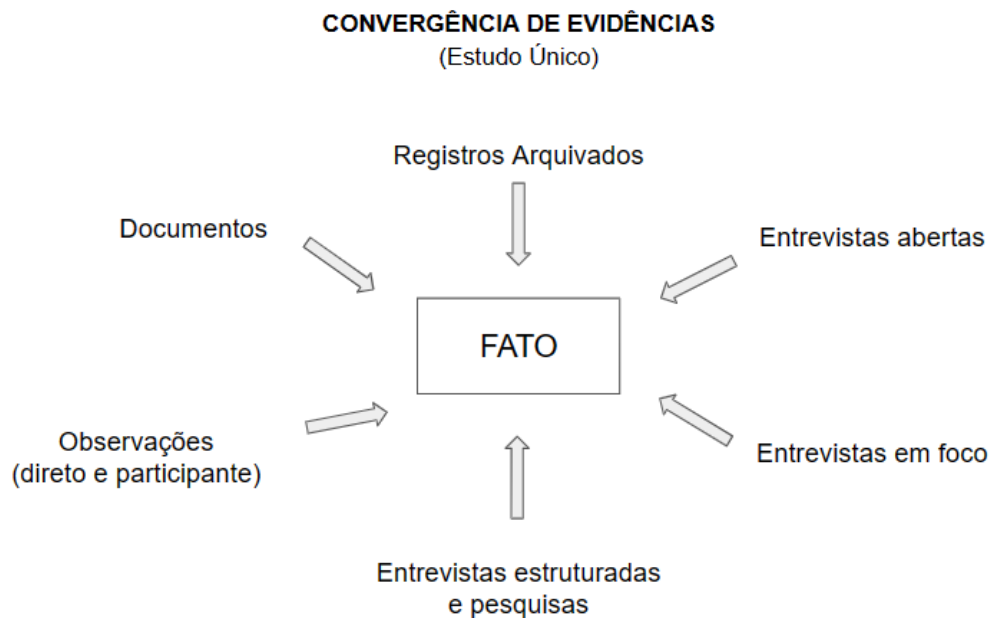 CONVERGÊNCIA DE EVIDÊNCIAS
(Estudo Único)
Registros Arquivados
Documentos
Entrevistas abertas
FATO
Observações
(direto e participante)
Entrevistas em foco
Entrevistas estruturadas
e pesquisas